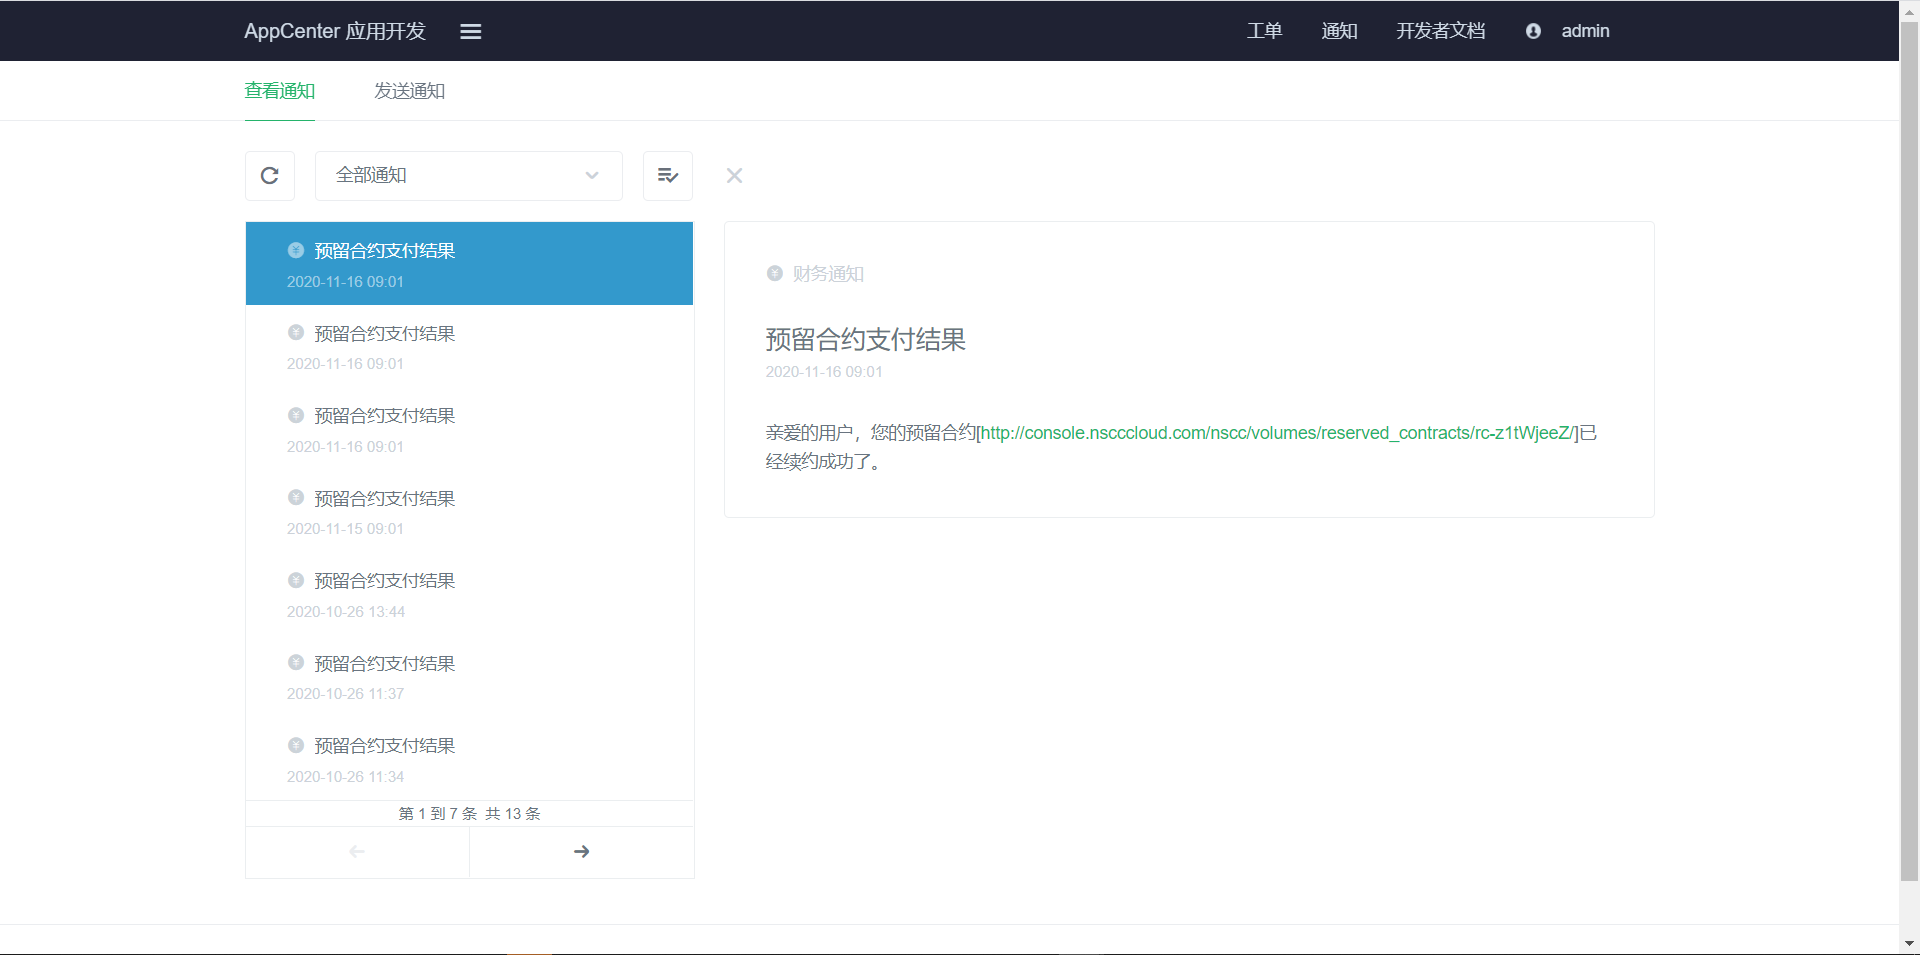 AppCenter 应用开发
工单 通知 开发者文档 admin
查看通知 发送通知
全部通知
预留合约支付结果
2020-11-16 09:01
预留合约支付结果
2020-11-16 09:01
预留合约支付结果
2020-11-16 09:01
预留合约支付结果
2020-11-15 09:01
预留合约支付结果
2020-10-26 13:44
预留合约支付结果
2020-10-26 11:37
预留合约支付结果
2020-10-26 11:34
第 1 到 7 条 共 13 条
财务通知
预留合约支付结果
2020-11-16 09:01
亲爱的用户，您的预留合约[http://console.nscccloud.com/nscc/volumes/reserved_contracts/rc-z1tWjeeZ/]已
经续约成功了。